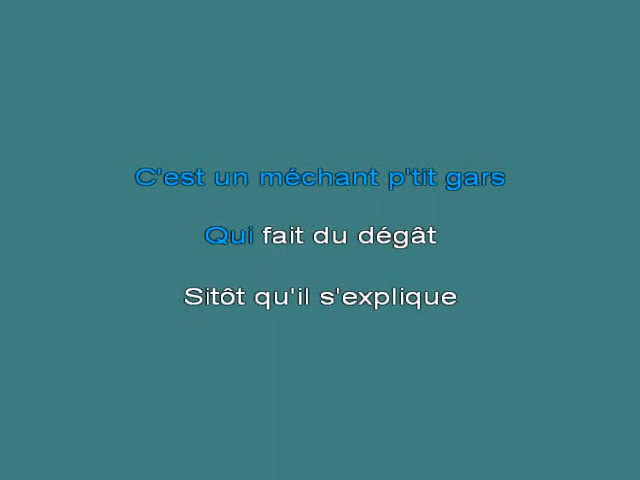 C'est un méchant p'tit gars
Qui fait du dégât
Sitôt qu'il s'explique